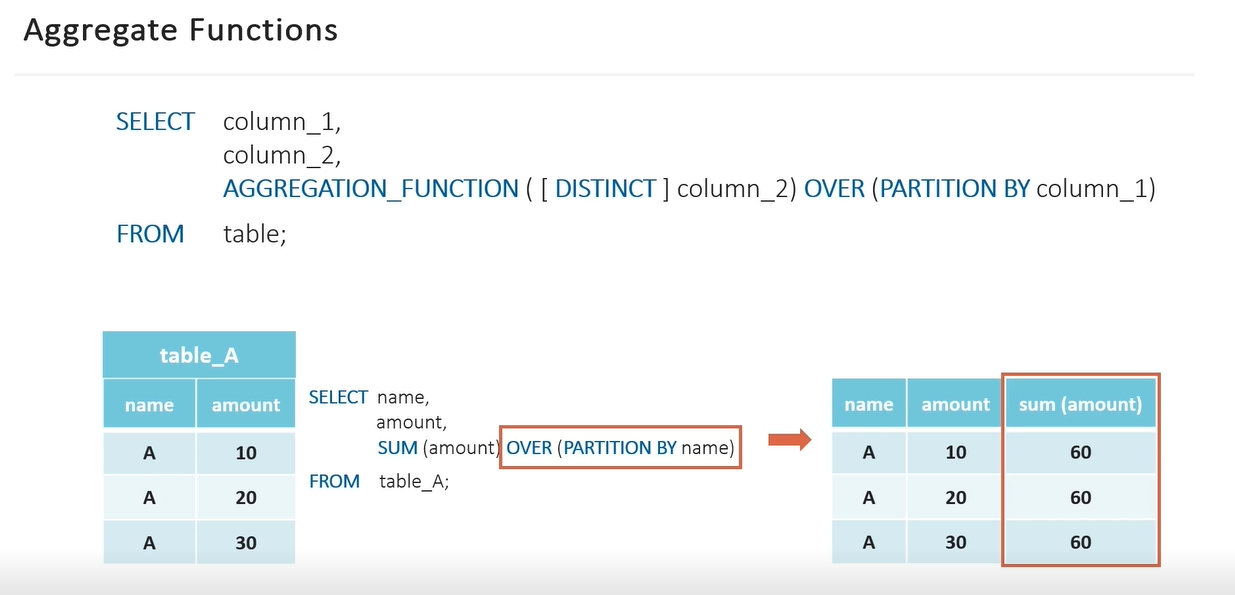 Aggregate Functions
SELECT column_1,
column_2,
AGGREGATION_FUNCTION ( [ DISTINCT ] column_2) OVER (PARTITION BY column_1)
FROM table;
table_A
name amount
A 10
A 20
A 30
SELECT name,
amount,
SUM (amount) OVER (PARTITION BY name)
FROM table_A;
name amount sum (amount)
A 10 60
A 20 60
A 30 60